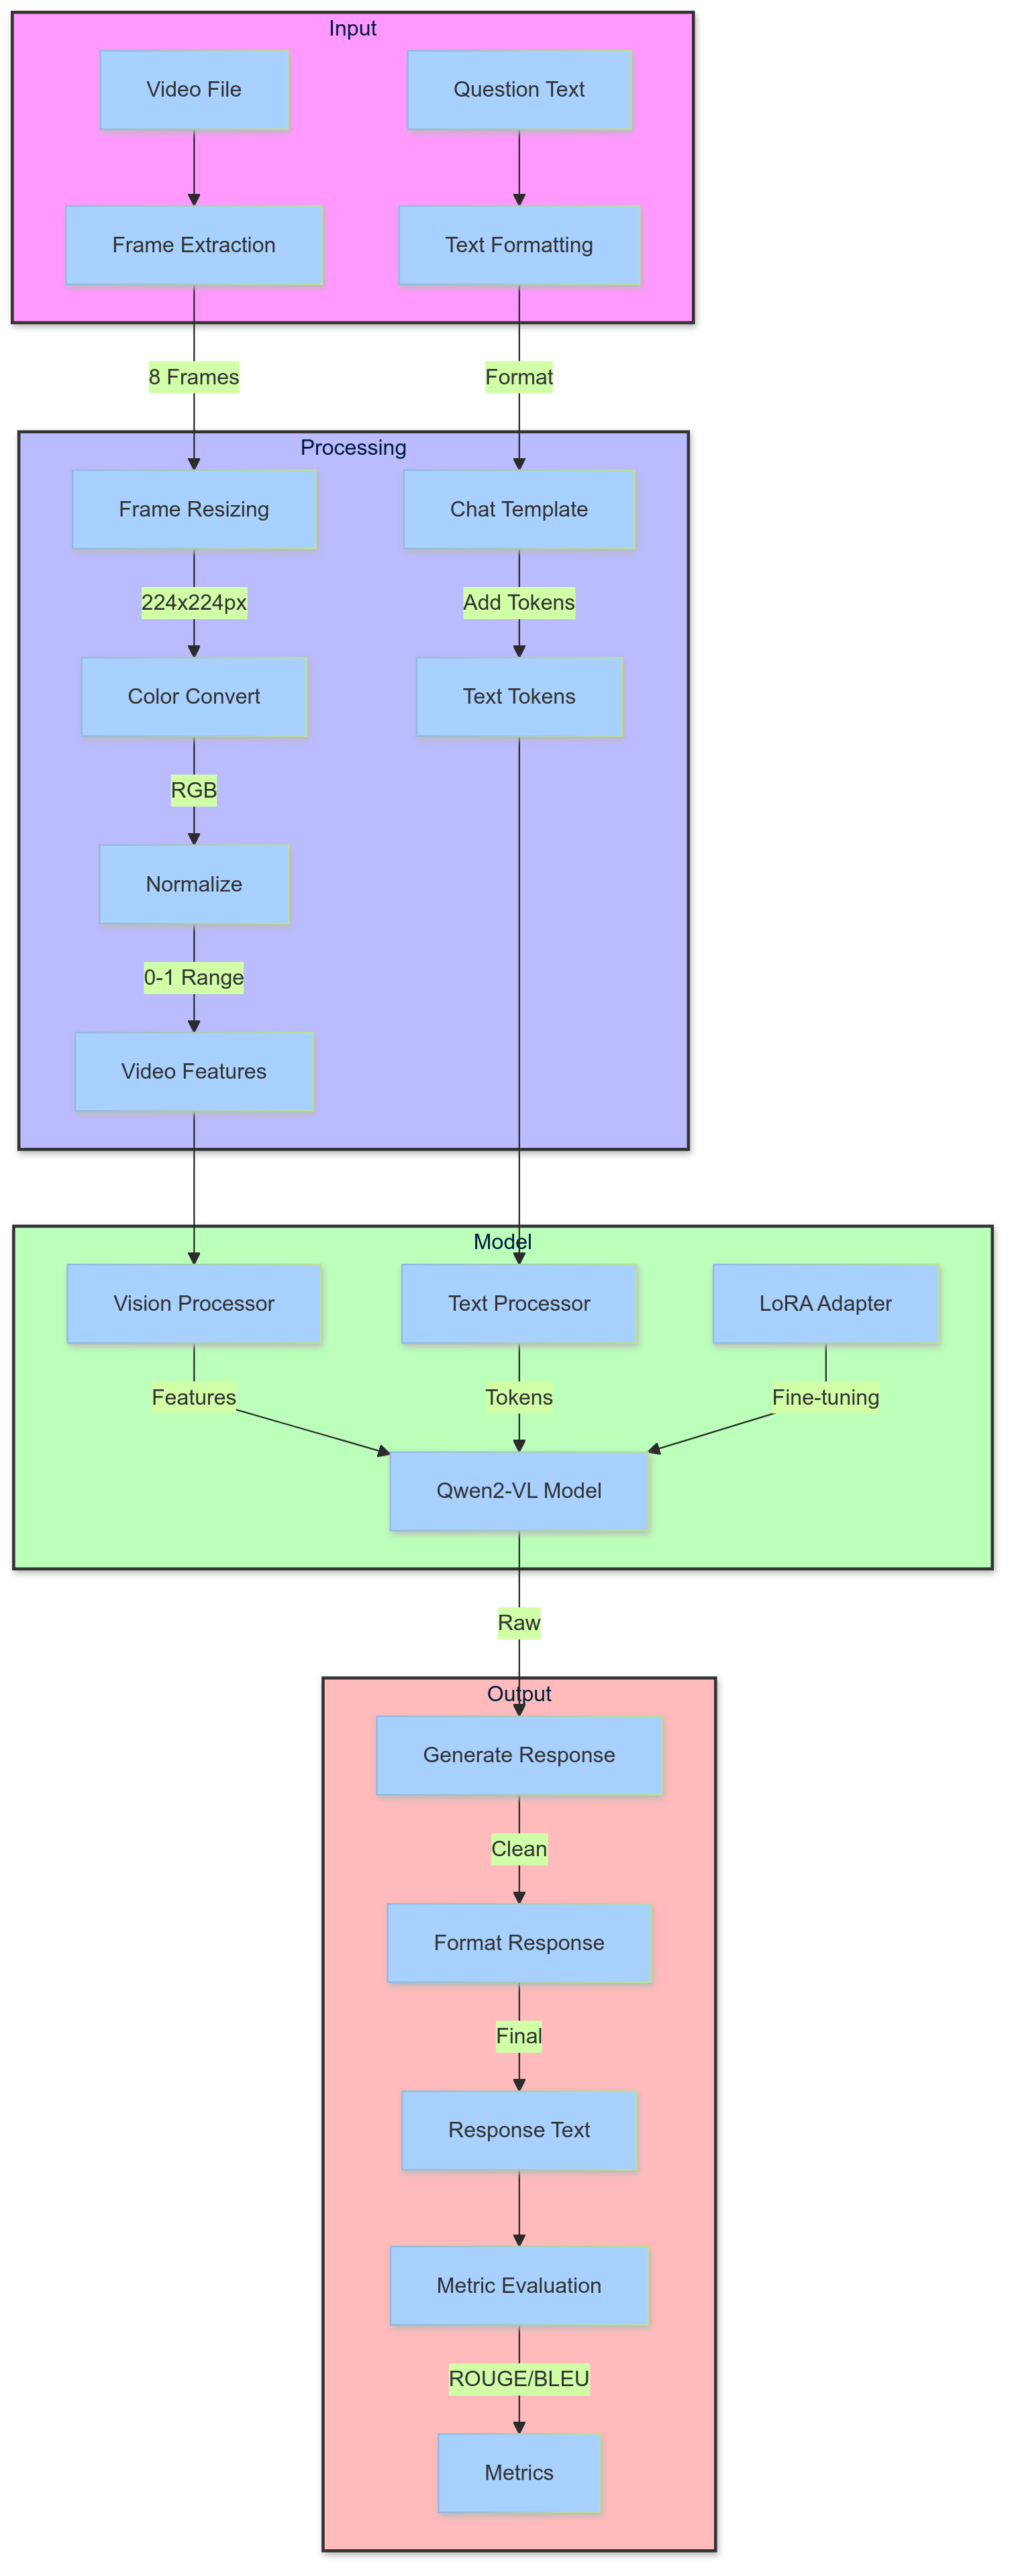 Input
Video File
Question Text
Frame Extraction
Text Formatting
8 Frames
Format
Processing
Frame Resizing
Chat Template
224x224px
Add Tokens
Color Convert
Text Tokens
RGB
Normalize
0-1 Range
Video Features
Model
Vision Processor
Text Processor
LoRA Adapter
Features
Tokens
Fine-tuning
Qwen2-VL Model
Raw
Output
Generate Response
Clean
Format Response
Final
Response Text
Metric Evaluation
ROUGE/BLEU
Metrics